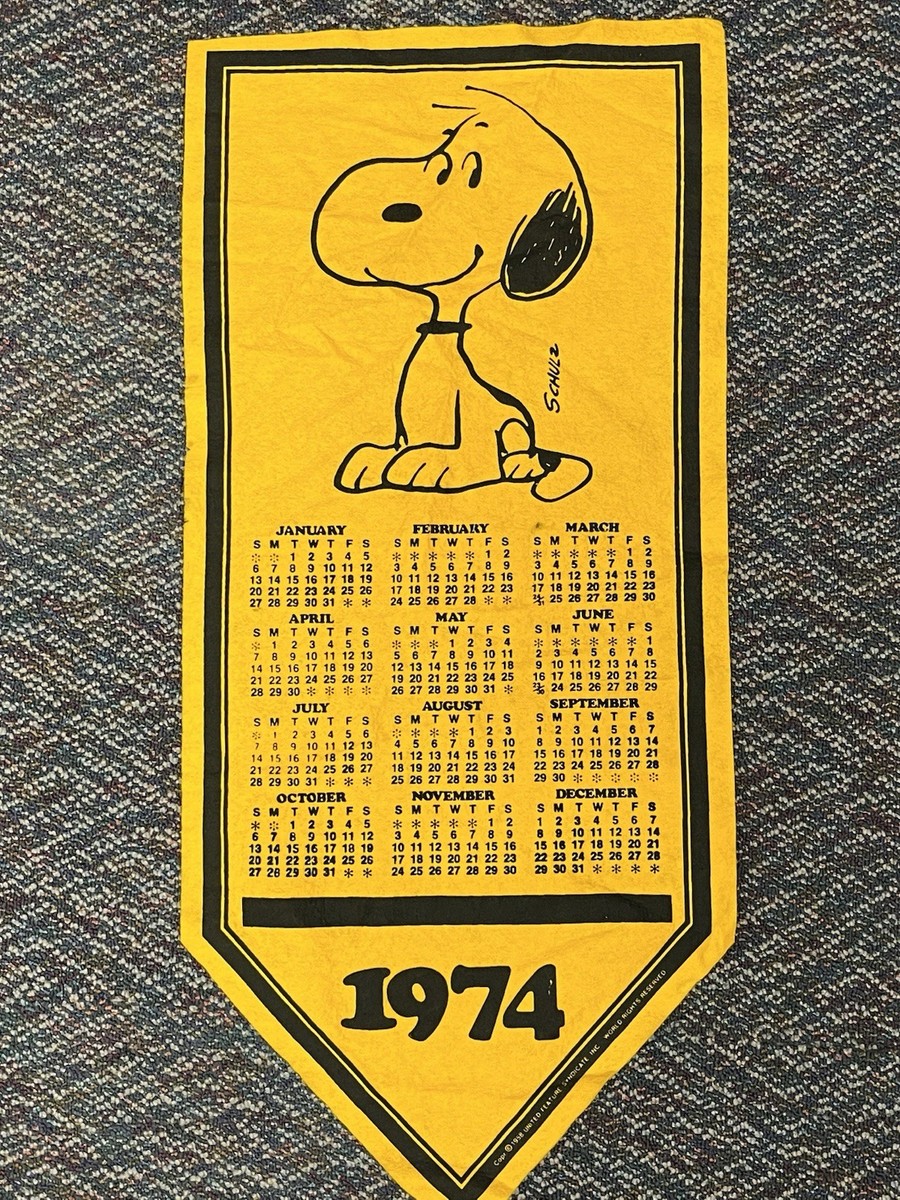 SCHULZ
JANUARY
S M T W T F S
* * 1 2 3 4 5
6 7 8 9 10 11 12
13 14 15 16 17 18 19
20 21 22 23 24 25 26
27 28 29 30 31 * *
FEBRUARY
S M T W T F S
* * * * * 1 2
3 4 5 6 7 8 9
10 11 12 13 14 15 16
17 18 19 20 21 22 23
24 25 26 27 28 * *
MARCH
S M T W T F S
* * * * * 1 2
3 4 5 6 7 8 9
10 11 12 13 14 15 16
17 18 19 20 21 22 23
24/31 25 26 27 28 29 30
APRIL
S M T W T F S
* 1 2 3 4 5 6
7 8 9 10 11 12 13
14 15 16 17 18 19 20
21 22 23 24 25 26 27
28 29 30 * * * *
MAY
S M T W T F S
* * * 1 2 3 4
5 6 7 8 9 10 11
12 13 14 15 16 17 18
19 20 21 22 23 24 25
26 27 28 29 30 31 *
JUNE
S M T W T F S
* * * * * * 1
2 3 4 5 6 7 8
9 10 11 12 13 14 15
16 17 18 19 20 21 22
23/30 24 25 26 27 28 29
JULY
S M T W T F S
* 1 2 3 4 5 6
7 8 9 10 11 12 13
14 15 16 17 18 19 20
21 22 23 24 25 26 27
28 29 30 31 * * *
AUGUST
S M T W T F S
* * * * 1 2 3
4 5 6 7 8 9 10
11 12 13 14 15 16 17
18 19 20 21 22 23 24
25 26 27 28 29 30 31
SEPTEMBER
S M T W T F S
1 2 3 4 5 6 7
8 9 10 11 12 13 14
15 16 17 18 19 20 21
22 23 24 25 26 27 28
29 30 * * * * *
OCTOBER
S M T W T F S
* * 1 2 3 4 5
6 7 8 9 10 11 12
13 14 15 16 17 18 19
20 21 22 23 24 25 26
27 28 29 30 31 * *
NOVEMBER
S M T W T F S
* * * * * 1 2
3 4 5 6 7 8 9
10 11 12 13 14 15 16
17 18 19 20 21 22 23
24 25 26 27 28 29 30
DECEMBER
S M T W T F S
1 2 3 4 5 6 7
8 9 10 11 12 13 14
15 16 17 18 19 20 21
22 23 24 25 26 27 28
29 30 31 * * * *
1974
Copr © 1958 UNITED FEATURE SYNDICATE INC WORLD RIGHTS RESERVED